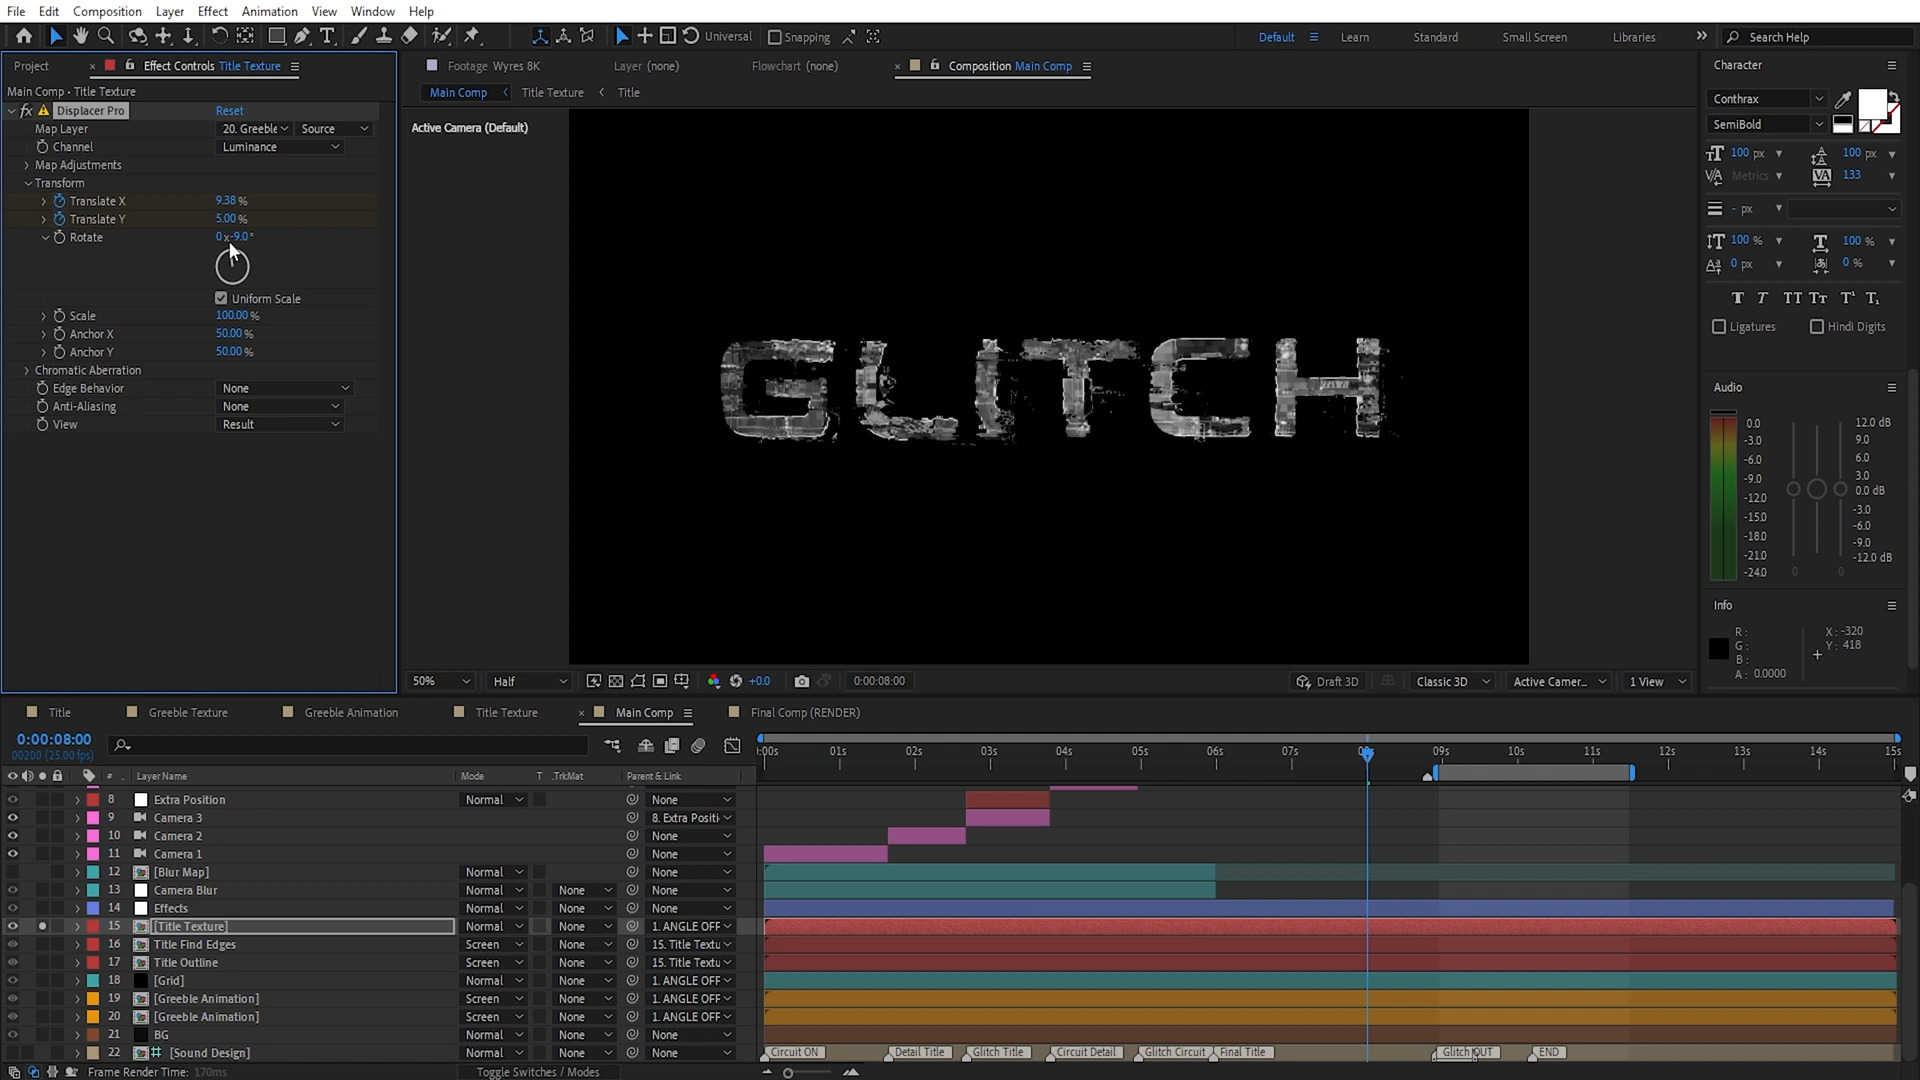 File Edit Composition Layer Effect Animation View Window Help
Universal Snapping Default Learn Standard Small Screen Libraries Search Help
Project Effect Controls Title Texture
Footage Wyres 8K Layer (none) Flowchart (none) Composition Main Comp
Character
Main Comp • Title Texture
Main Comp Title Texture Title
fx Displacer Pro Reset
Conthrax
Map Layer 20. Greeble Source
Active Camera (Default)
SemiBold
Channel Luminance
Map Adjustments
100 px 100 px
Transform
Metrics 133
Translate X 9.38 %
- px
Translate Y 5.00 %
Rotate 0 x-9.0°
100 % 100 %
0 px 0 %
Uniform Scale
T T TT Tr T¹ T₁
Scale 100.00 %
Ligatures Hindi Digits
Anchor X 50.00 %
Anchor Y 50.00 %
GLITCH
Chromatic Aberration
Edge Behavior None
Audio
Anti-Aliasing None
View Result
0.0 12.0 dB
-3.0 9.0
-6.0 6.0
-9.0 3.0
-12.0 0.0 dB
-15.0 -3.0
-18.0 -6.0
-21.0 -9.0
-24.0 -12.0 dB
0 0
Info
R :
G :
B :
A : 0.0000
X : -320
Y : 418
50% Half +0.0 0:00:08:00 Draft 3D Classic 3D Active Camer... 1 View
Title Greeble Texture Greeble Animation Title Texture Main Comp Final Comp (RENDER)
0:00:08:00
00200 (25.00 fps)
:00s 01s 02s 03s 04s 05s 06s 07s 09s 10s 11s 12s 13s 14s 15s
# Layer Name Mode T .TrkMat Parent & Link
8 Extra Position Normal None
9 Camera 3 8. Extra Positi
10 Camera 2 None
11 Camera 1 None
12 [Blur Map] Normal None
13 Camera Blur Normal None None
14 Effects Normal None None
15 [Title Texture] Normal None 1. ANGLE OFF
16 Title Find Edges Screen None 15. Title Textu
17 Title Outline Screen None 15. Title Textu
18 [Grid] Normal None 1. ANGLE OFF
19 [Greeble Animation] Screen None 1. ANGLE OFF
20 [Greeble Animation] Screen None 1. ANGLE OFF
21 BG Normal None None
22 [Sound Design] Normal None None
Circuit ON Detail Title Glitch Title Circuit Detail Glitch Circuit Final Title Glitch OUT END
Frame Render Time: 170ms Toggle Switches / Modes